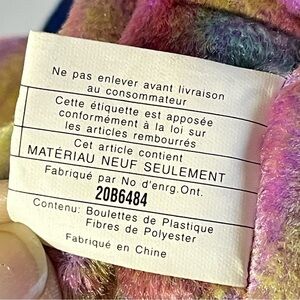 Ne pas enlever avant livraison
au consommateur
Cette étiquette est apposée
conformément à la loi sur
les articles rembourrés
Cet article contient
MATÉRIAU NEUF SEULEMENT
Fabriqué par No d'enrg.Ont.
20B6484
Contenu: Boulettes de Plastique
Fibres de Polyester
Fabriqué en Chine